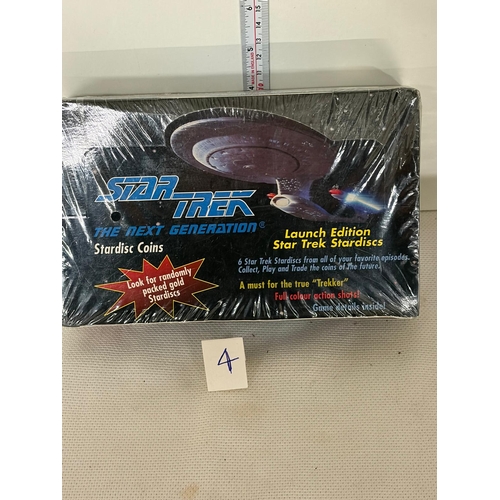 STAR TREK
THE NEXT GENERATION®
Stardisc Coins
Look for randomly
packed gold
Stardiscs
Launch Edition
Star Trek Stardiscs
6 Star Trek Stardiscs from all of your favorite episodes.
Collect, Play and Trade the coins of the future.
A must for the true "Trekker"
Full colour action shots!
Game details inside!
4